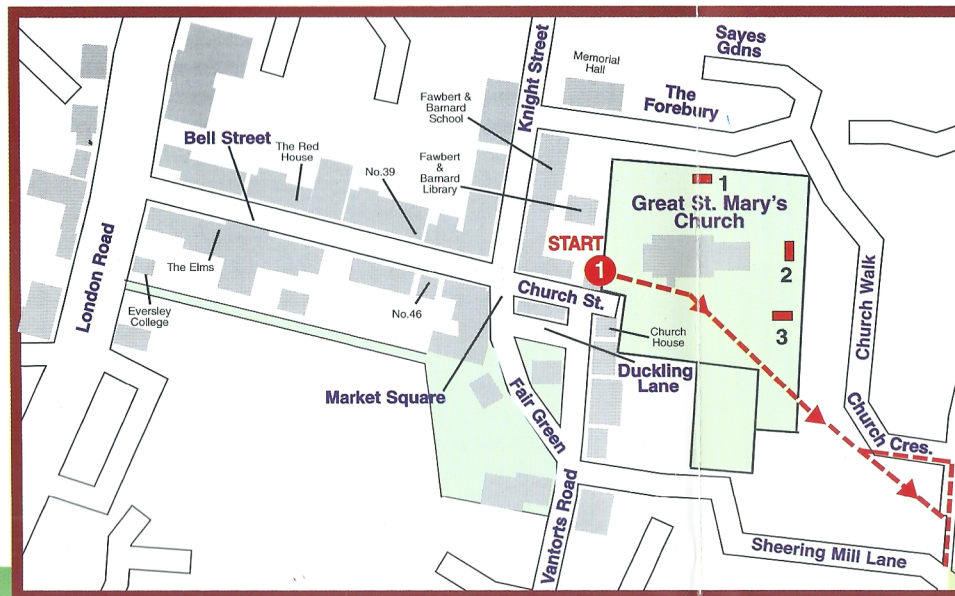 Sayes
Gdns
Knight Street
Memorial
Hall
The
Forebury
Fawbert &
Barnard
School
Bell Street
The Red
House
No.39
Fawbert
&
Barnard
Library
1
Great St. Mary's
Church
START
1
2
3
London Road
The Elms
Eversley
College
No.46
Church St.
Church
House
Church Walk
Duckling
Lane
Market Square
Fair Green
Church Cres.
Vantorts Road
Sheering Mill Lane